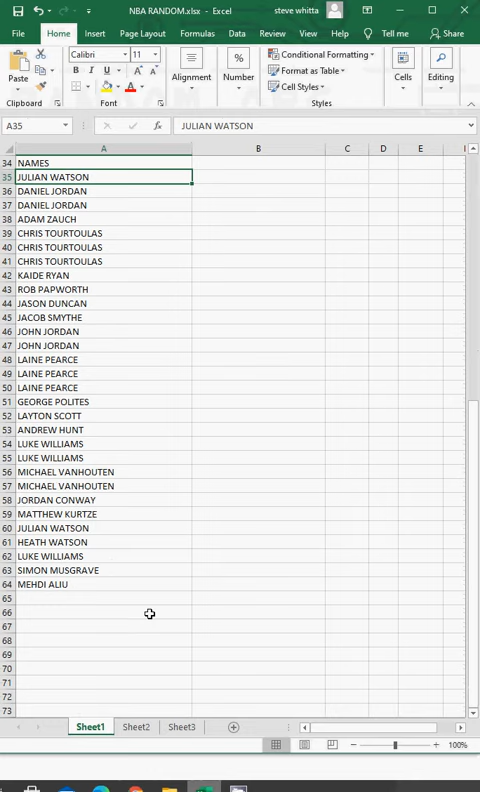 NBA RANDOM.xlsx - Excel
steve whitta
File Home Insert Page Layout Formulas Data Review View Help Tell me Share
Paste
Clipboard
Calibri 11
B I U
A
Font
Alignment
%
Number
Conditional Formatting
Format as Table
Cell Styles
Styles
Cells
Editing
A35 fx JULIAN WATSON
A B C D E
34 NAMES
35 JULIAN WATSON
36 DANIEL JORDAN
37 DANIEL JORDAN
38 ADAM ZAUCH
39 CHRIS TOURTOULAS
40 CHRIS TOURTOULAS
41 CHRIS TOURTOULAS
42 KAIDE RYAN
43 ROB PAPWORTH
44 JASON DUNCAN
45 JACOB SMYTHE
46 JOHN JORDAN
47 JOHN JORDAN
48 LAINE PEARCE
49 LAINE PEARCE
50 LAINE PEARCE
51 GEORGE POLITES
52 LAYTON SCOTT
53 ANDREW HUNT
54 LUKE WILLIAMS
55 LUKE WILLIAMS
56 MICHAEL VANHOUTEN
57 MICHAEL VANHOUTEN
58 JORDAN CONWAY
59 MATTHEW KURTZE
60 JULIAN WATSON
61 HEATH WATSON
62 LUKE WILLIAMS
63 SIMON MUSGRAVE
64 MEHDI ALIU
65
66
67
68
69
70
71
72
73
Sheet1 Sheet2 Sheet3
100%